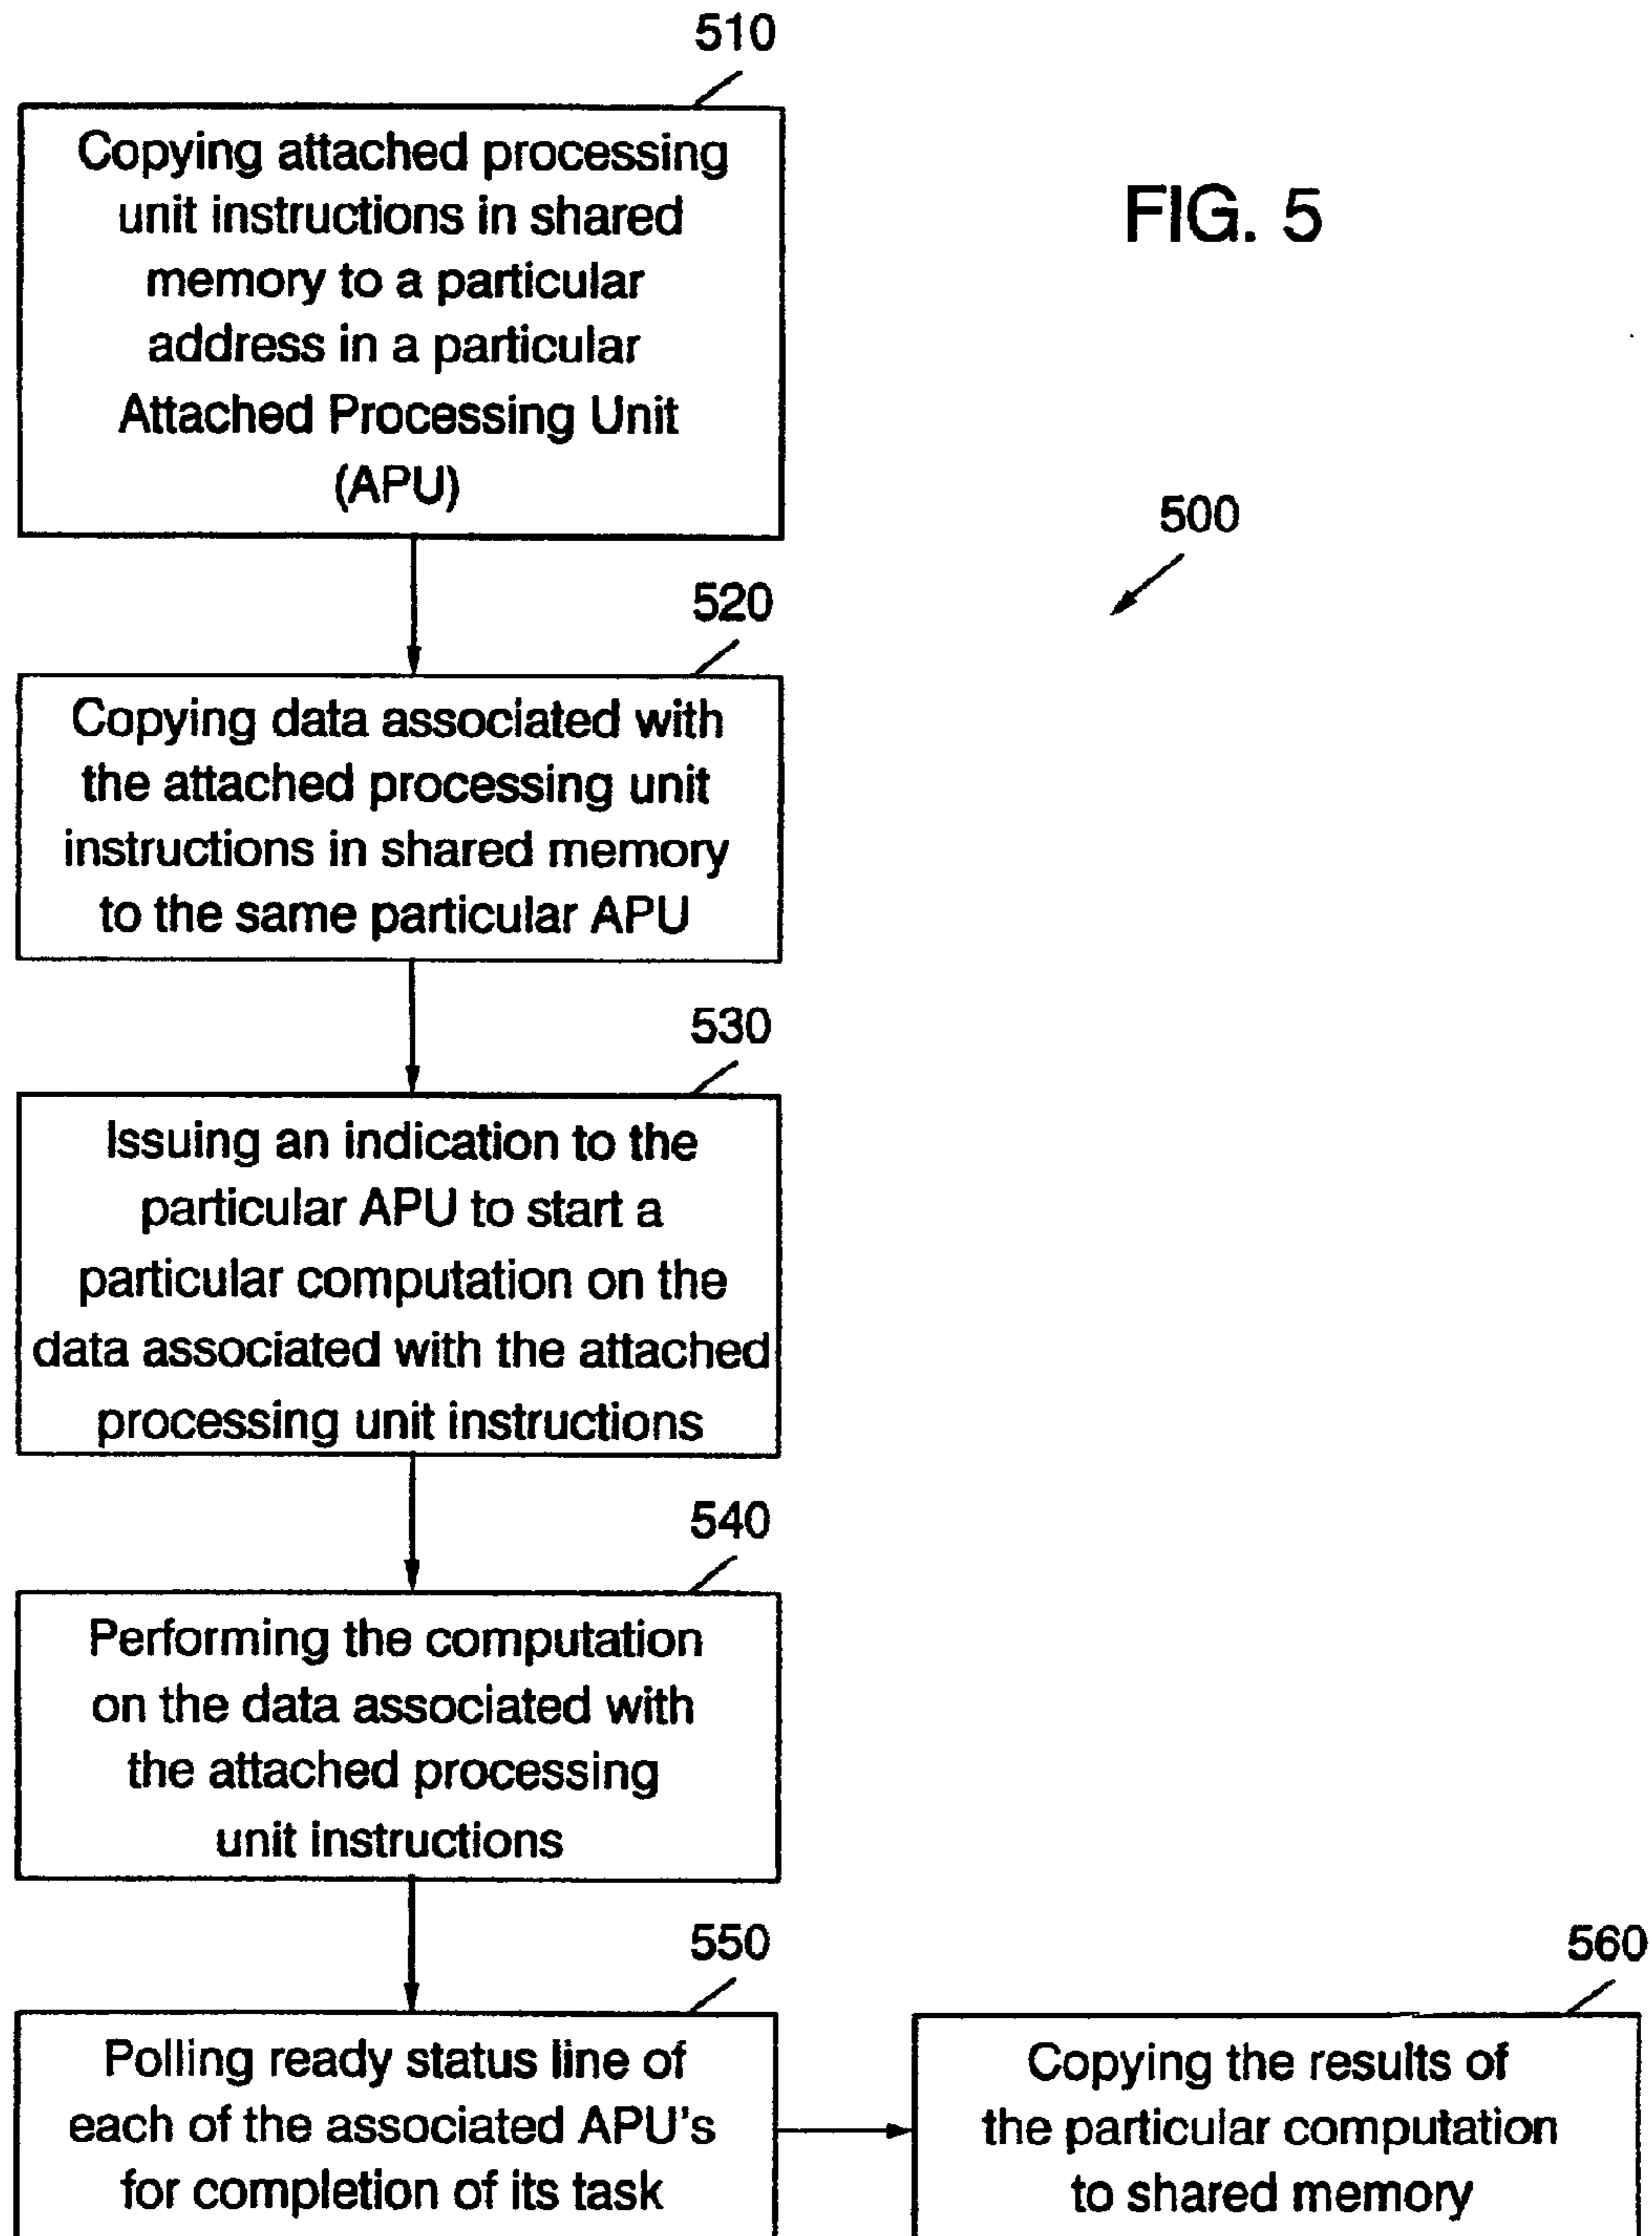 510
Copying attached processing
unit instructions in shared
memory to a particular
address in a particular
Attached Processing Unit
(APU)
FIG. 5
500
520
Copying data associated with
the attached processing unit
instructions in shared memory
to the same particular APU
530
Issuing an indication to the
particular APU to start a
particular computation on the
data associated with the attached
processing unit instructions
540
Performing the computation
on the data associated with
the attached processing
unit instructions
550
Polling ready status line of
each of the associated APU's
for completion of its task
560
Copying the results of
the particular computation
to shared memory